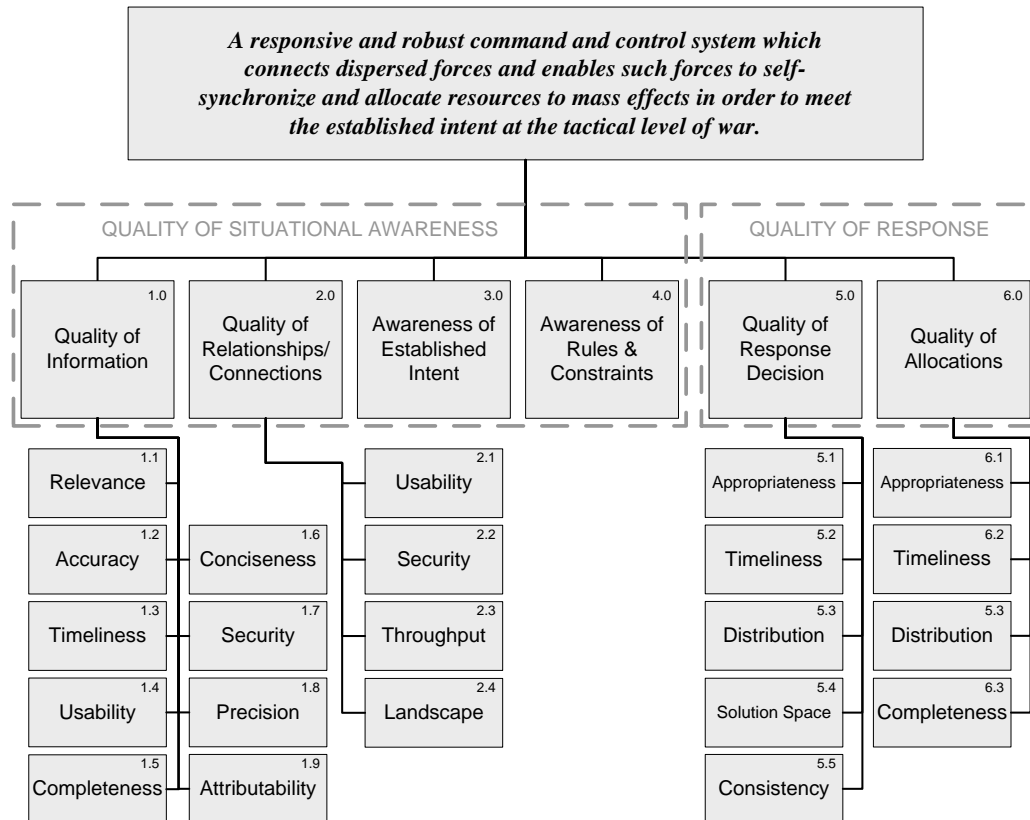 A responsive and robust command and control system which
connects dispersed forces and enables such forces to self-
synchronize and allocate resources to mass effects in order to meet
the established intent at the tactical level of war.
QUALITY OF SITUATIONAL AWARENESS
QUALITY OF RESPONSE
1.0
Quality of
Information
2.0
Quality of
Relationships/
Connections
3.0
Awareness of
Established
Intent
4.0
Awareness of
Rules &
Constraints
5.0
Quality of
Response
Decision
6.0
Quality of
Allocations
1.1
Relevance
1.2
Accuracy
1.3
Timeliness
1.4
Usability
1.5
Completeness
1.6
Conciseness
1.7
Security
1.8
Precision
1.9
Attributability
2.1
Usability
2.2
Security
2.3
Throughput
2.4
Landscape
5.1
Appropriateness
5.2
Timeliness
5.3
Distribution
5.4
Solution Space
5.5
Consistency
6.1
Appropriateness
6.2
Timeliness
5.3
Distribution
6.3
Completeness